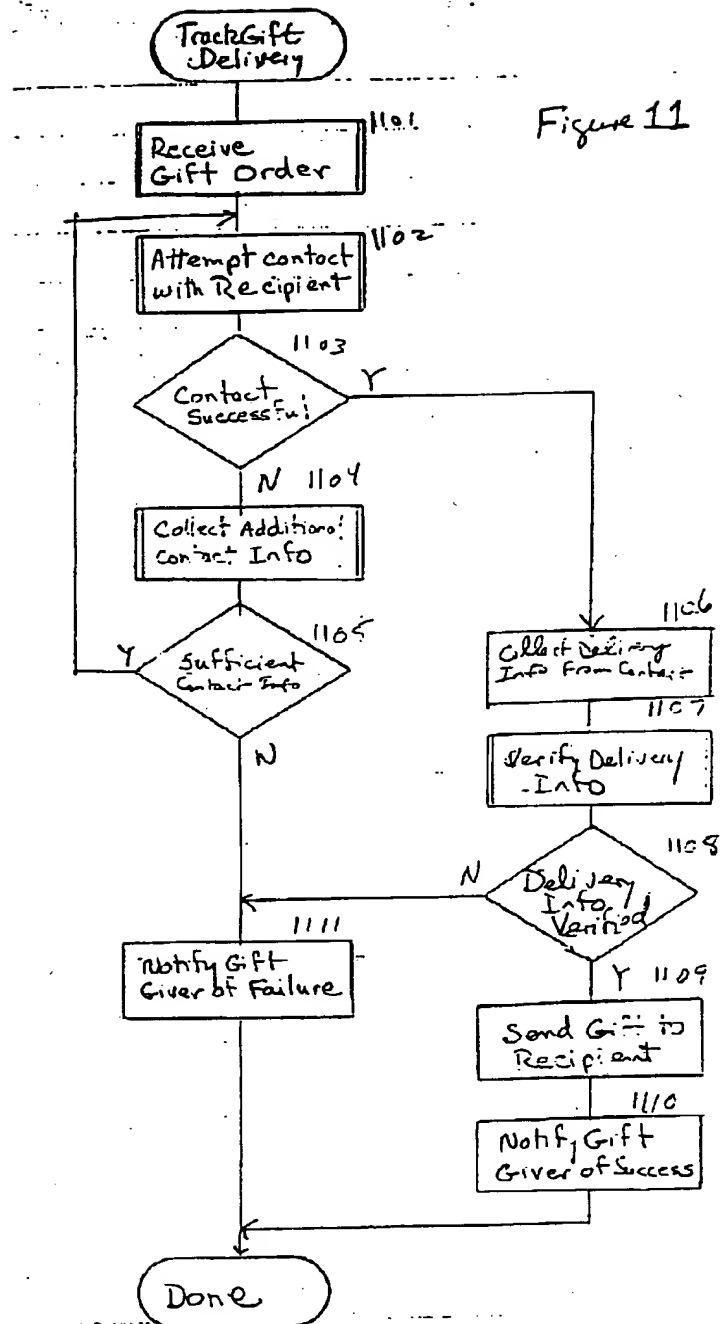 TrackGift
Delivery
Figure 11
1101
Receive
Gift Order
1102
Attempt contact
with Recipient
1103
Contact
Successful
Y
N
1104
Collect Additional
Contact Info
1105
Sufficient
Contact Info
Y
N
1106
Collect Delivery
Info From Contact
1107
Verify Delivery
Info
1108
Delivery
Info
Verified
N
Y
1109
Send Gift to
Recipient
1110
Notify Gift
Giver of Success
1111
Notify Gift
Giver of Failure
Done